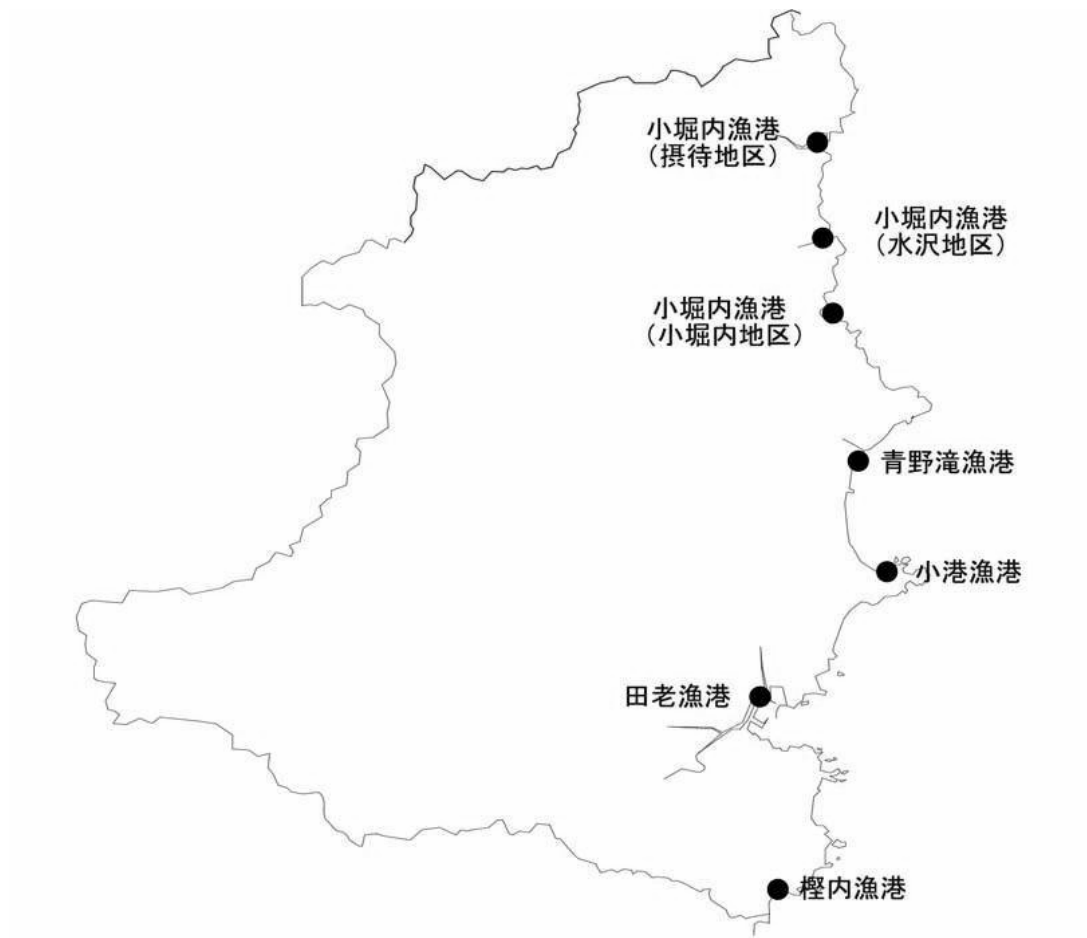 小堀内漁港
（摂待地区）
小堀内漁港
（水沢地区）
小堀内漁港
（小堀内地区）
青野滝漁港
小港漁港
田老漁港
樫内漁港